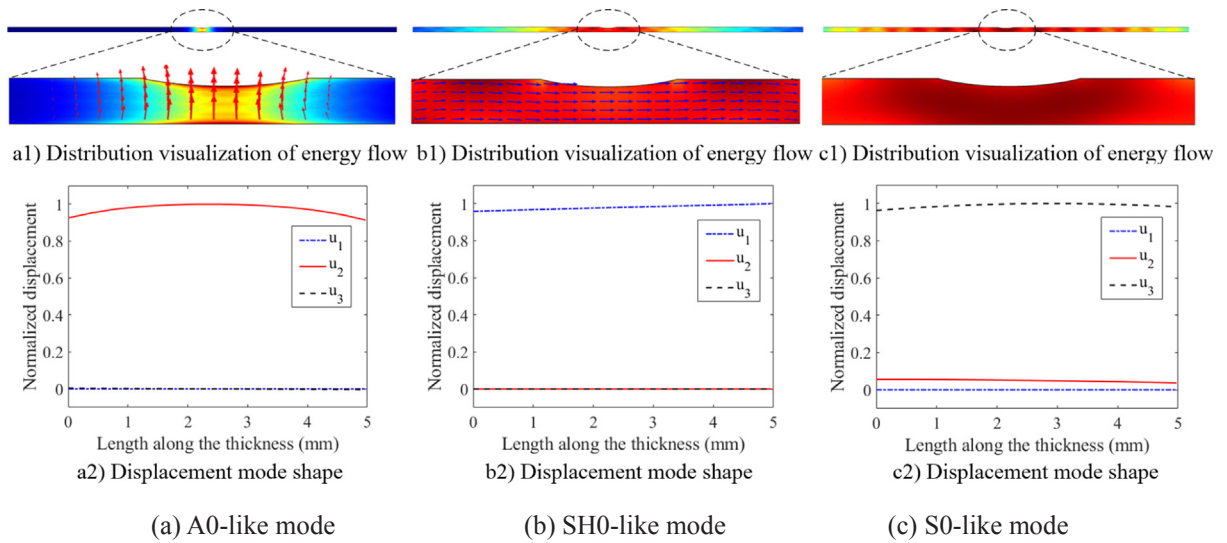 a1) Distribution visualization of energy flow b1) Distribution visualization of energy flow c1) Distribution visualization of energy flow
1
0.8
0.6
0.4
0.2
0
Normalized displacement
u1
u2
u3
0 1 2 3 4 5
Length along the thickness (mm)
a2) Displacement mode shape
1
0.8
0.6
0.4
0.2
0
Normalized displacement
u1
u2
u3
0 1 2 3 4 5
Length along the thickness (mm)
b2) Displacement mode shape
1
0.8
0.6
0.4
0.2
0
Normalized displacement
u1
u2
u3
0 1 2 3 4 5
Length along the thickness (mm)
c2) Displacement mode shape
(a) A0-like mode (b) SH0-like mode (c) S0-like mode